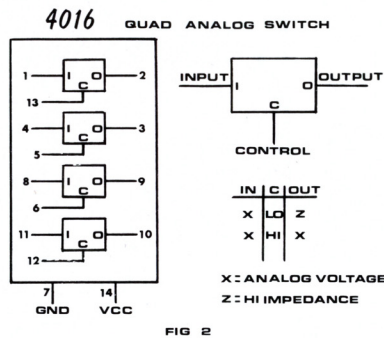 4016 QUAD ANALOG SWITCH
1 I O 2
C
13
4 I O 3
C
5
8 I O 9
C
6
11 I O 10
C
12
7 14
GND VCC
INPUT I O OUTPUT
C
CONTROL
IN C OUT
X LO Z
X HI X
X=ANALOG VOLTAGE
Z=HI IMPEDANCE
FIG 2